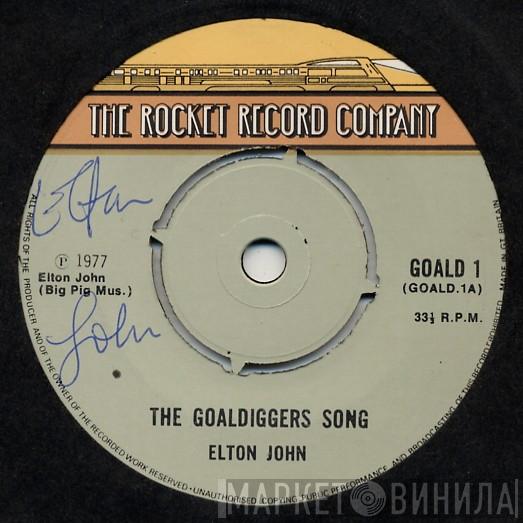 THE ROCKET RECORD COMPANY
Elton
John
℗ 1977
Elton John
(Big Pig Mus.)
GOALD 1
(GOALD.1A)
33⅓ R.P.M.
THE GOALDIGGERS SONG
ELTON JOHN
ALL RIGHTS OF THE PRODUCER AND OF THE OWNER OF THE RECORDED WORK RESERVED • UNAUTHORISED COPYING PUBLIC PERFORMANCE AND BROADCASTING OF THIS RECORD PROHIBITED. MADE IN GT BRITAIN
МАРКЕТ ВИНИЛА